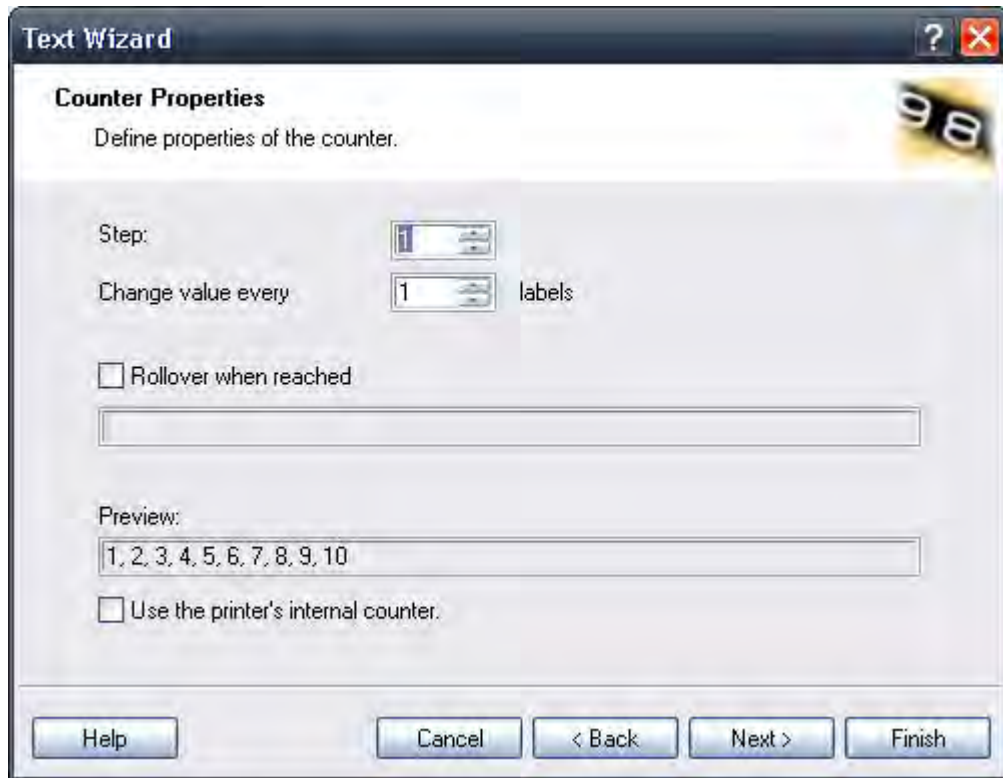 Text Wizard
?
Counter Properties
Define properties of the counter.
98
Step: 1
Change value every 1 labels
Rollover when reached
Preview:
1, 2, 3, 4, 5, 6, 7, 8, 9, 10
Use the printer's internal counter.
Help Cancel < Back Next > Finish